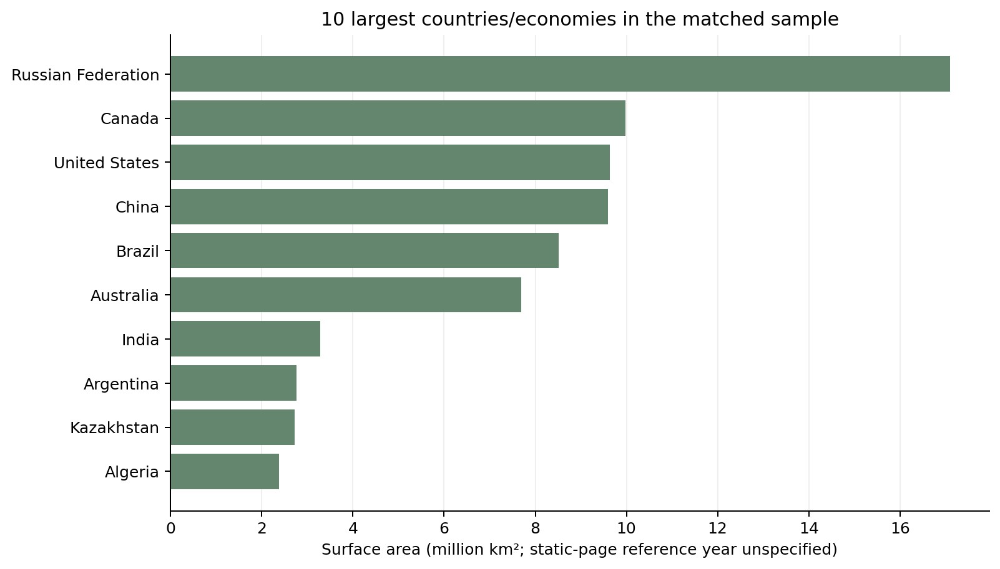 10 largest countries/economies in the matched sample
Russian Federation
Canada
United States
China
Brazil
Australia
India
Argentina
Kazakhstan
Algeria
0 2 4 6 8 10 12 14 16
Surface area (million km²; static-page reference year unspecified)